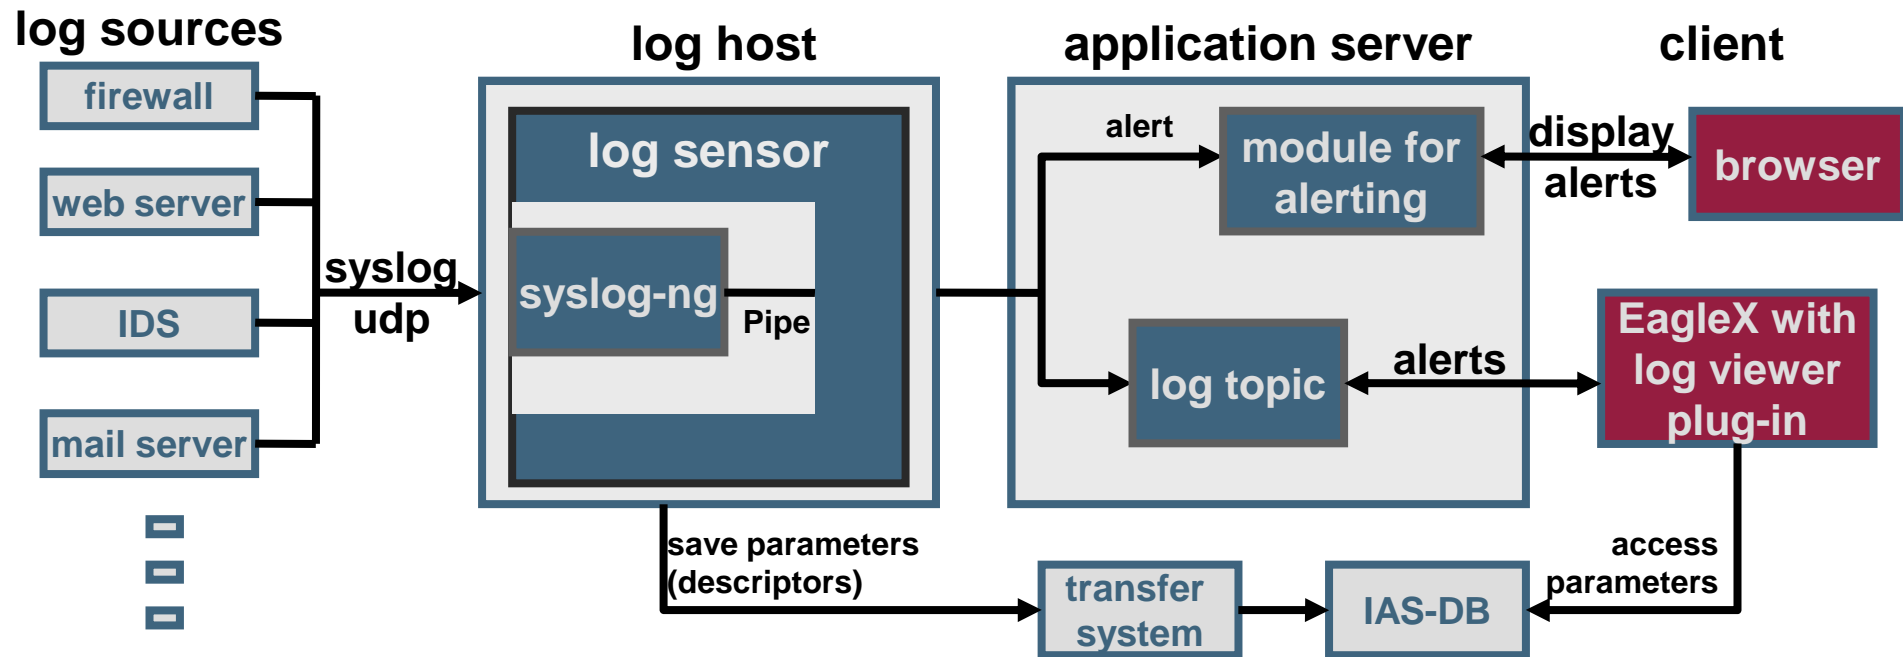 log sources
firewall
web server
IDS
mail server
syslog
udp
log host
log sensor
syslog-ng
Pipe
application server
alert
module for
alerting
log topic
client
display
alerts
browser
alerts
EagleX with
log viewer
plug-in
save parameters
(descriptors)
transfer
system
IAS-DB
access
parameters